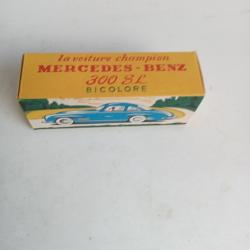 la voiture champion
MERCEDES-BENZ
300 SL
BICOLORE